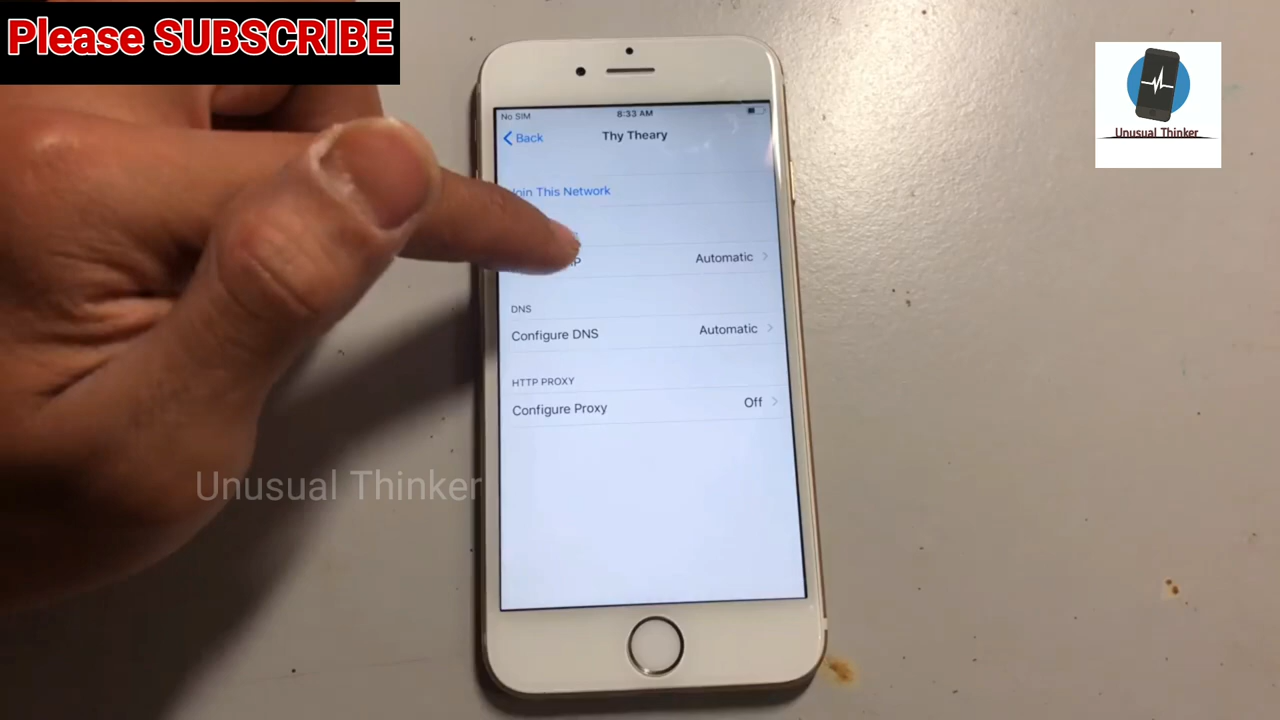 Please SUBSCRIBE
Unusual Thinker
No SIM 8:33 AM
Back Thy Theary
Join This Network
Automatic
DNS
Configure DNS Automatic
HTTP PROXY
Configure Proxy Off
Unusual Thinker